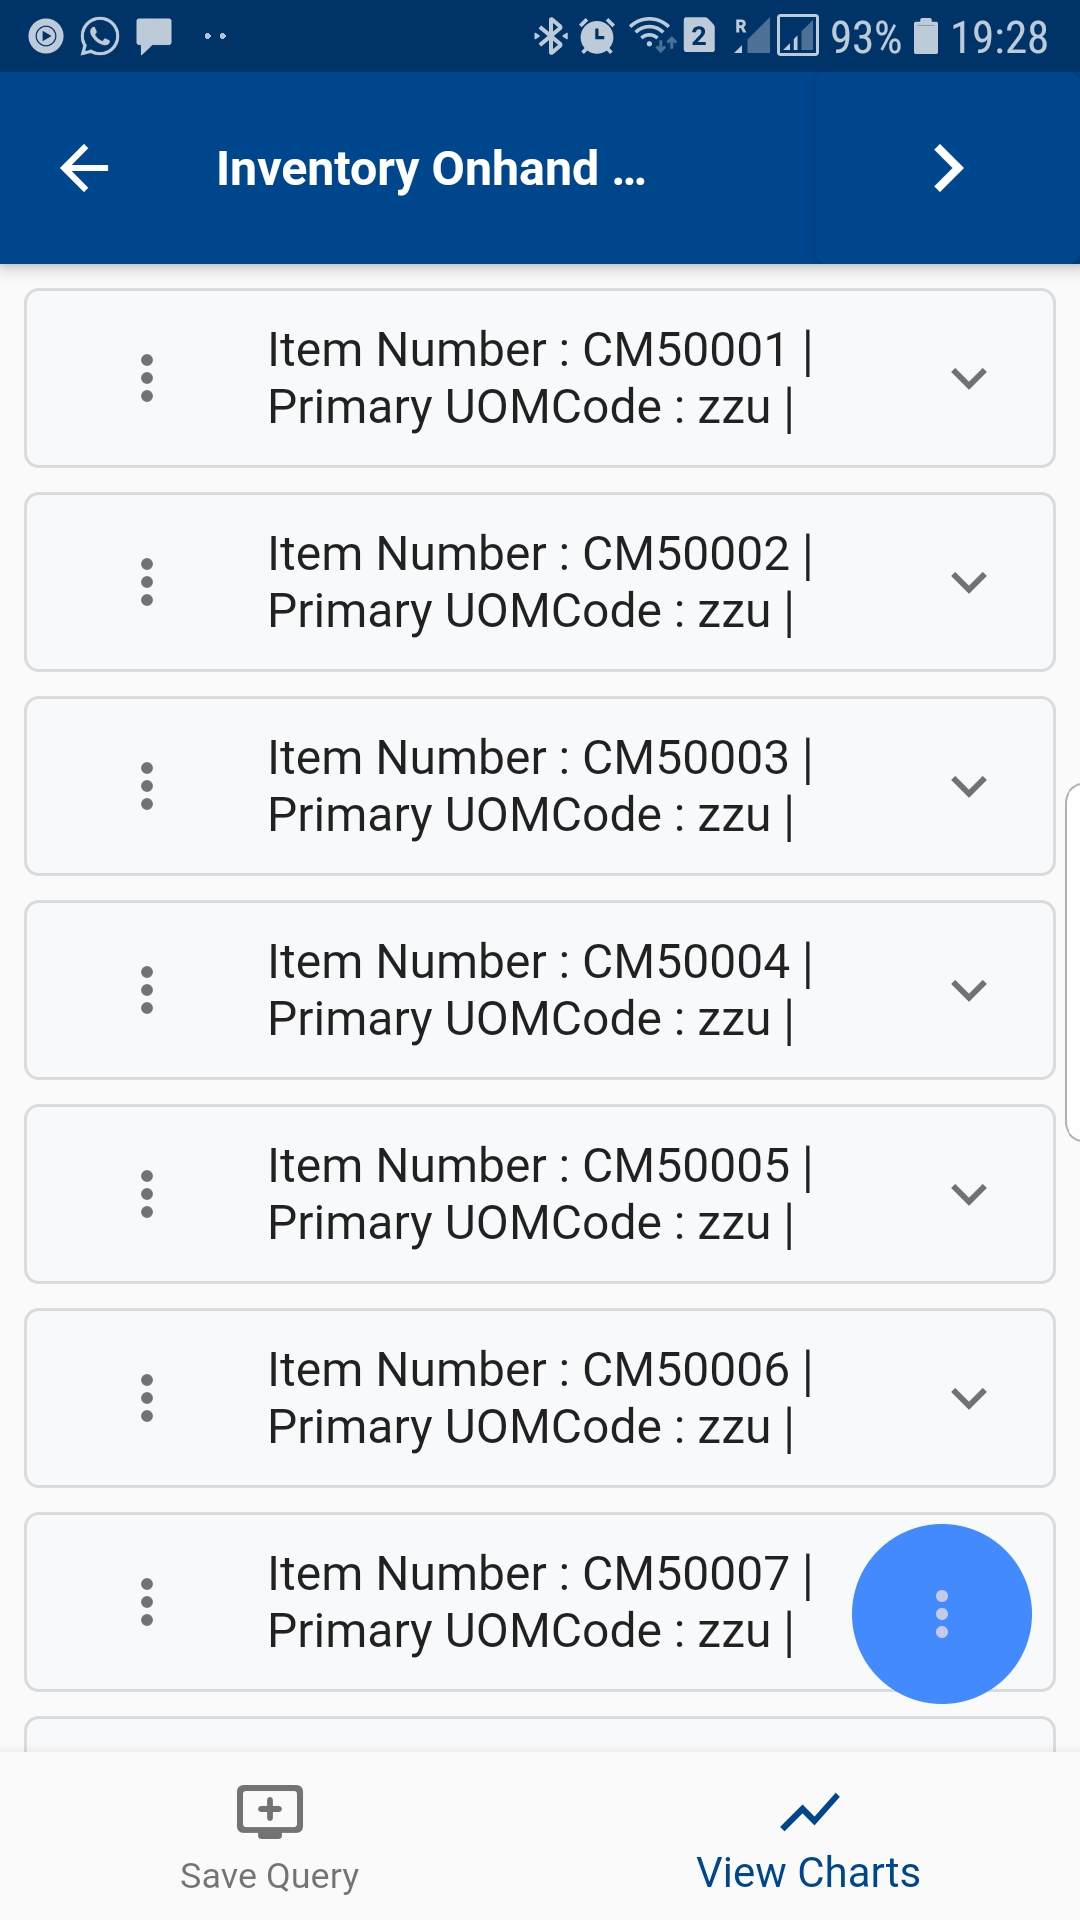 2 R 93% 19:28
Inventory Onhand ...
Item Number : CM50001 |
Primary UOMCode : zzu |
Item Number : CM50002 |
Primary UOMCode : zzu |
Item Number : CM50003 |
Primary UOMCode : zzu |
Item Number : CM50004 |
Primary UOMCode : zzu |
Item Number : CM50005 |
Primary UOMCode : zzu |
Item Number : CM50006 |
Primary UOMCode : zzu |
Item Number : CM50007 |
Primary UOMCode : zzu |
Save Query
View Charts